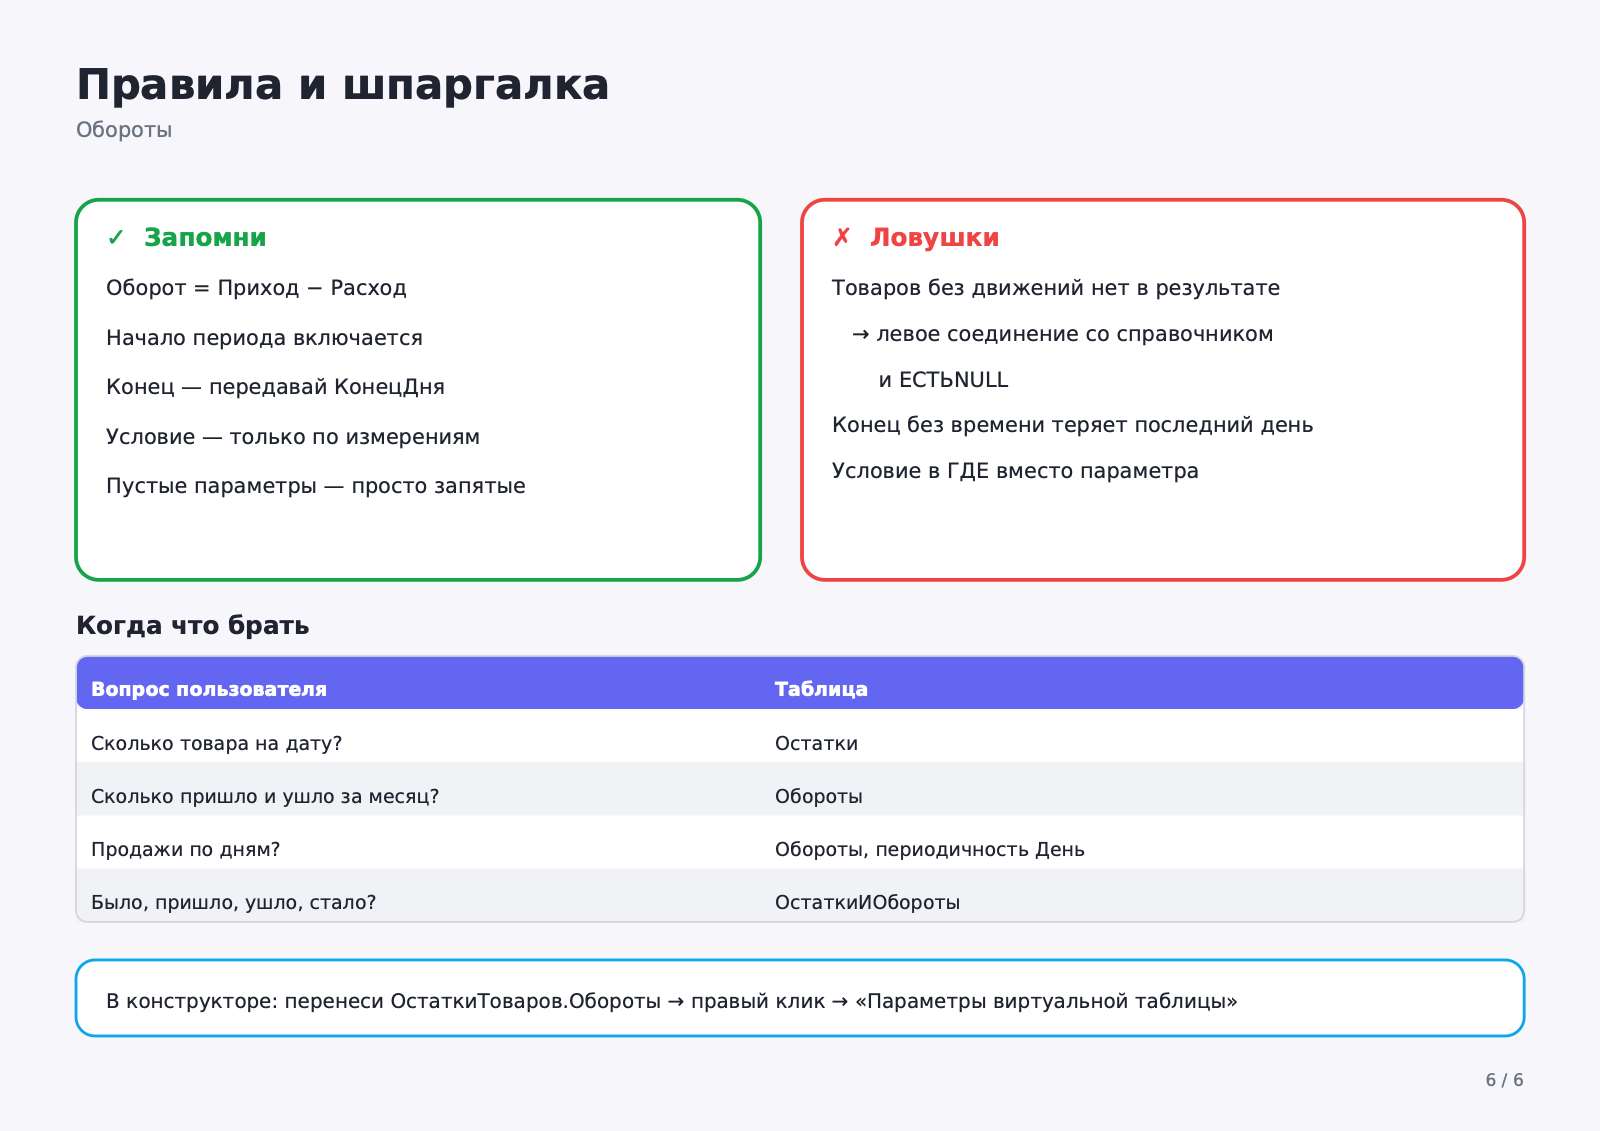 Правила и шпаргалка
Обороты
✓ Запомни
Оборот = Приход − Расход
Начало периода включается
Конец — передавай КонецДня
Условие — только по измерениям
Пустые параметры — просто запятые
✗ Ловушки
Товаров без движений нет в результате
→ левое соединение со справочником
и ЕСТЬNULL
Конец без времени теряет последний день
Условие в ГДЕ вместо параметра
Когда что брать
Вопрос пользователя Таблица
Сколько товара на дату? Остатки
Сколько пришло и ушло за месяц? Обороты
Продажи по дням? Обороты, периодичность День
Было, пришло, ушло, стало? ОстаткиИОбороты
В конструкторе: перенеси ОстаткиТоваров.Обороты → правый клик → «Параметры виртуальной таблицы»
6 / 6